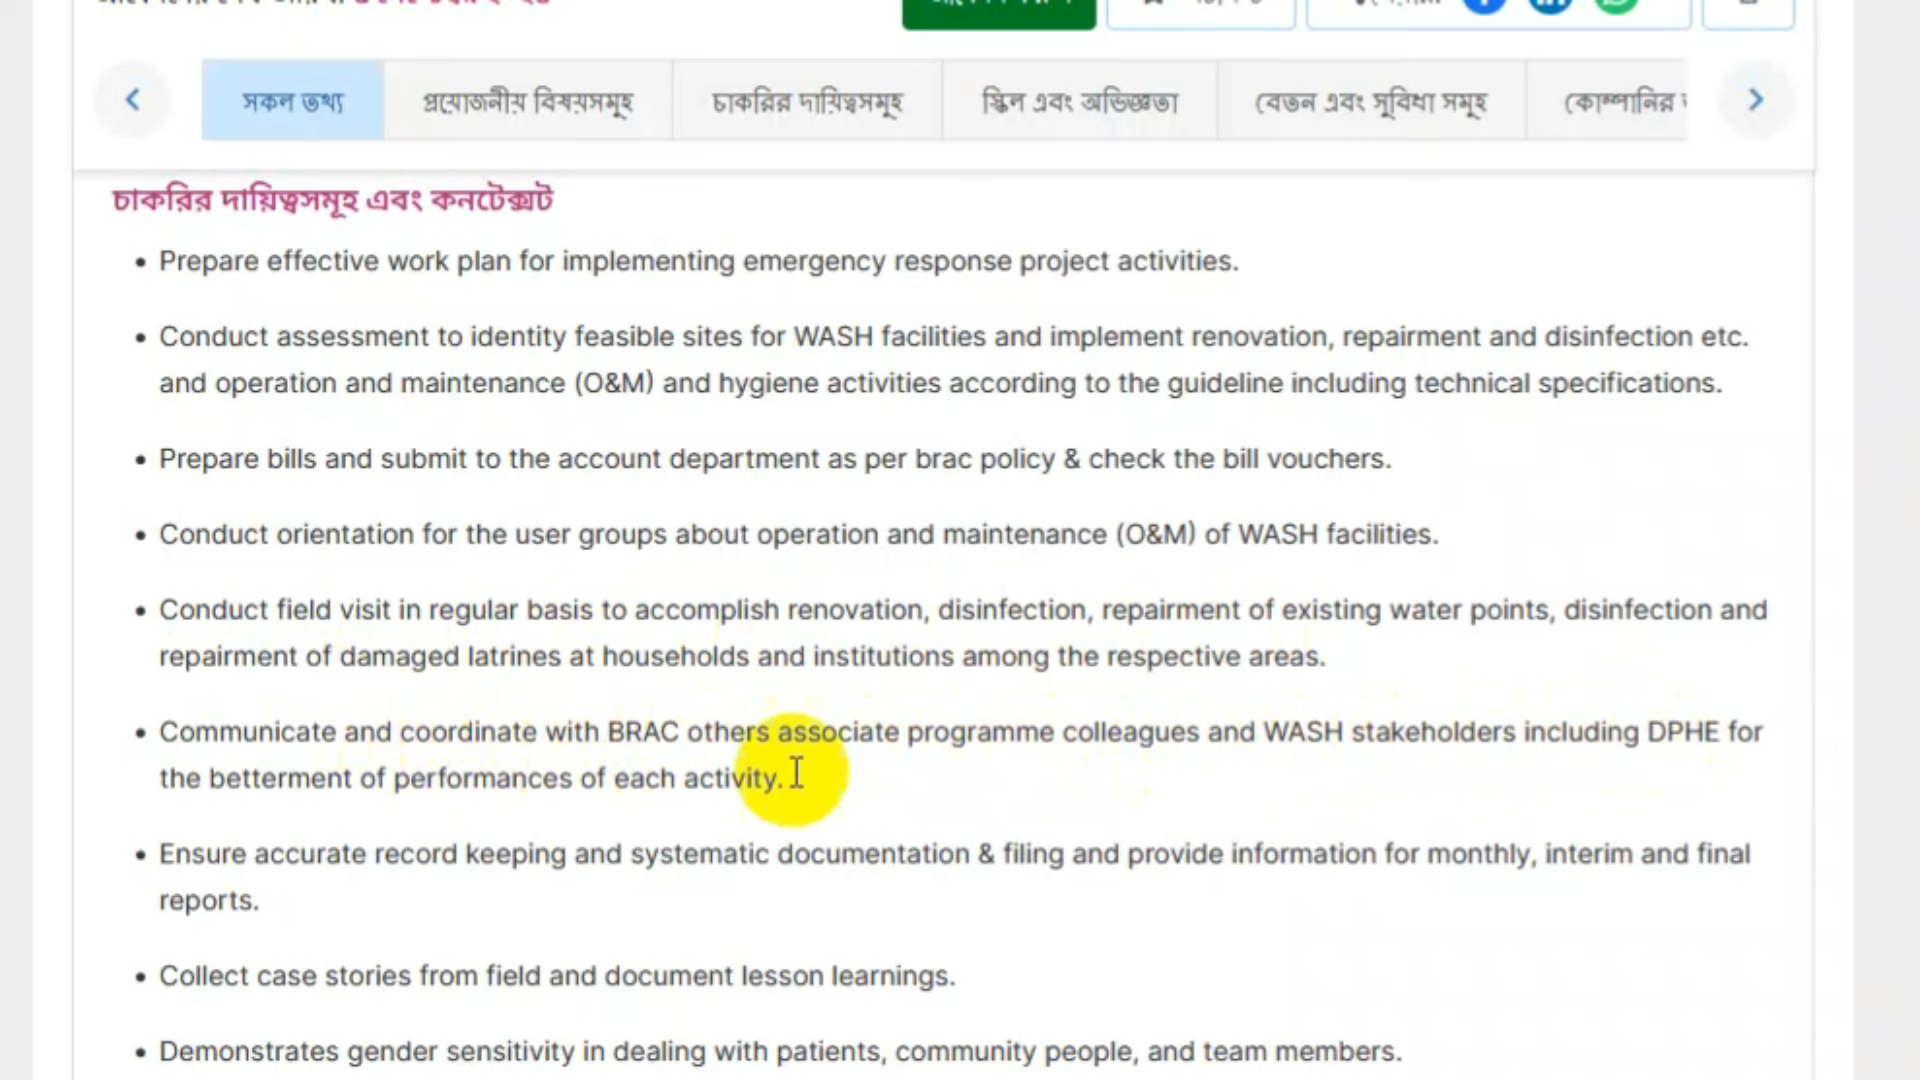 সকল তথ্য
প্রয়োজনীয় বিষয়সমূহ
চাকরির দায়িত্বসমূহ
স্কিল এবং অভিজ্ঞতা
বেতন এবং সুবিধা সমূহ
কোম্পানির
চাকরির দায়িত্বসমূহ এবং কনটেক্সট
• Prepare effective work plan for implementing emergency response project activities.
• Conduct assessment to identity feasible sites for WASH facilities and implement renovation, repairment and disinfection etc.
and operation and maintenance (O&M) and hygiene activities according to the guideline including technical specifications.
• Prepare bills and submit to the account department as per brac policy & check the bill vouchers.
• Conduct orientation for the user groups about operation and maintenance (O&M) of WASH facilities.
• Conduct field visit in regular basis to accomplish renovation, disinfection, repairment of existing water points, disinfection and
repairment of damaged latrines at households and institutions among the respective areas.
• Communicate and coordinate with BRAC others associate programme colleagues and WASH stakeholders including DPHE for
the betterment of performances of each activity.
• Ensure accurate record keeping and systematic documentation & filing and provide information for monthly, interim and final
reports.
• Collect case stories from field and document lesson learnings.
• Demonstrates gender sensitivity in dealing with patients, community people, and team members.